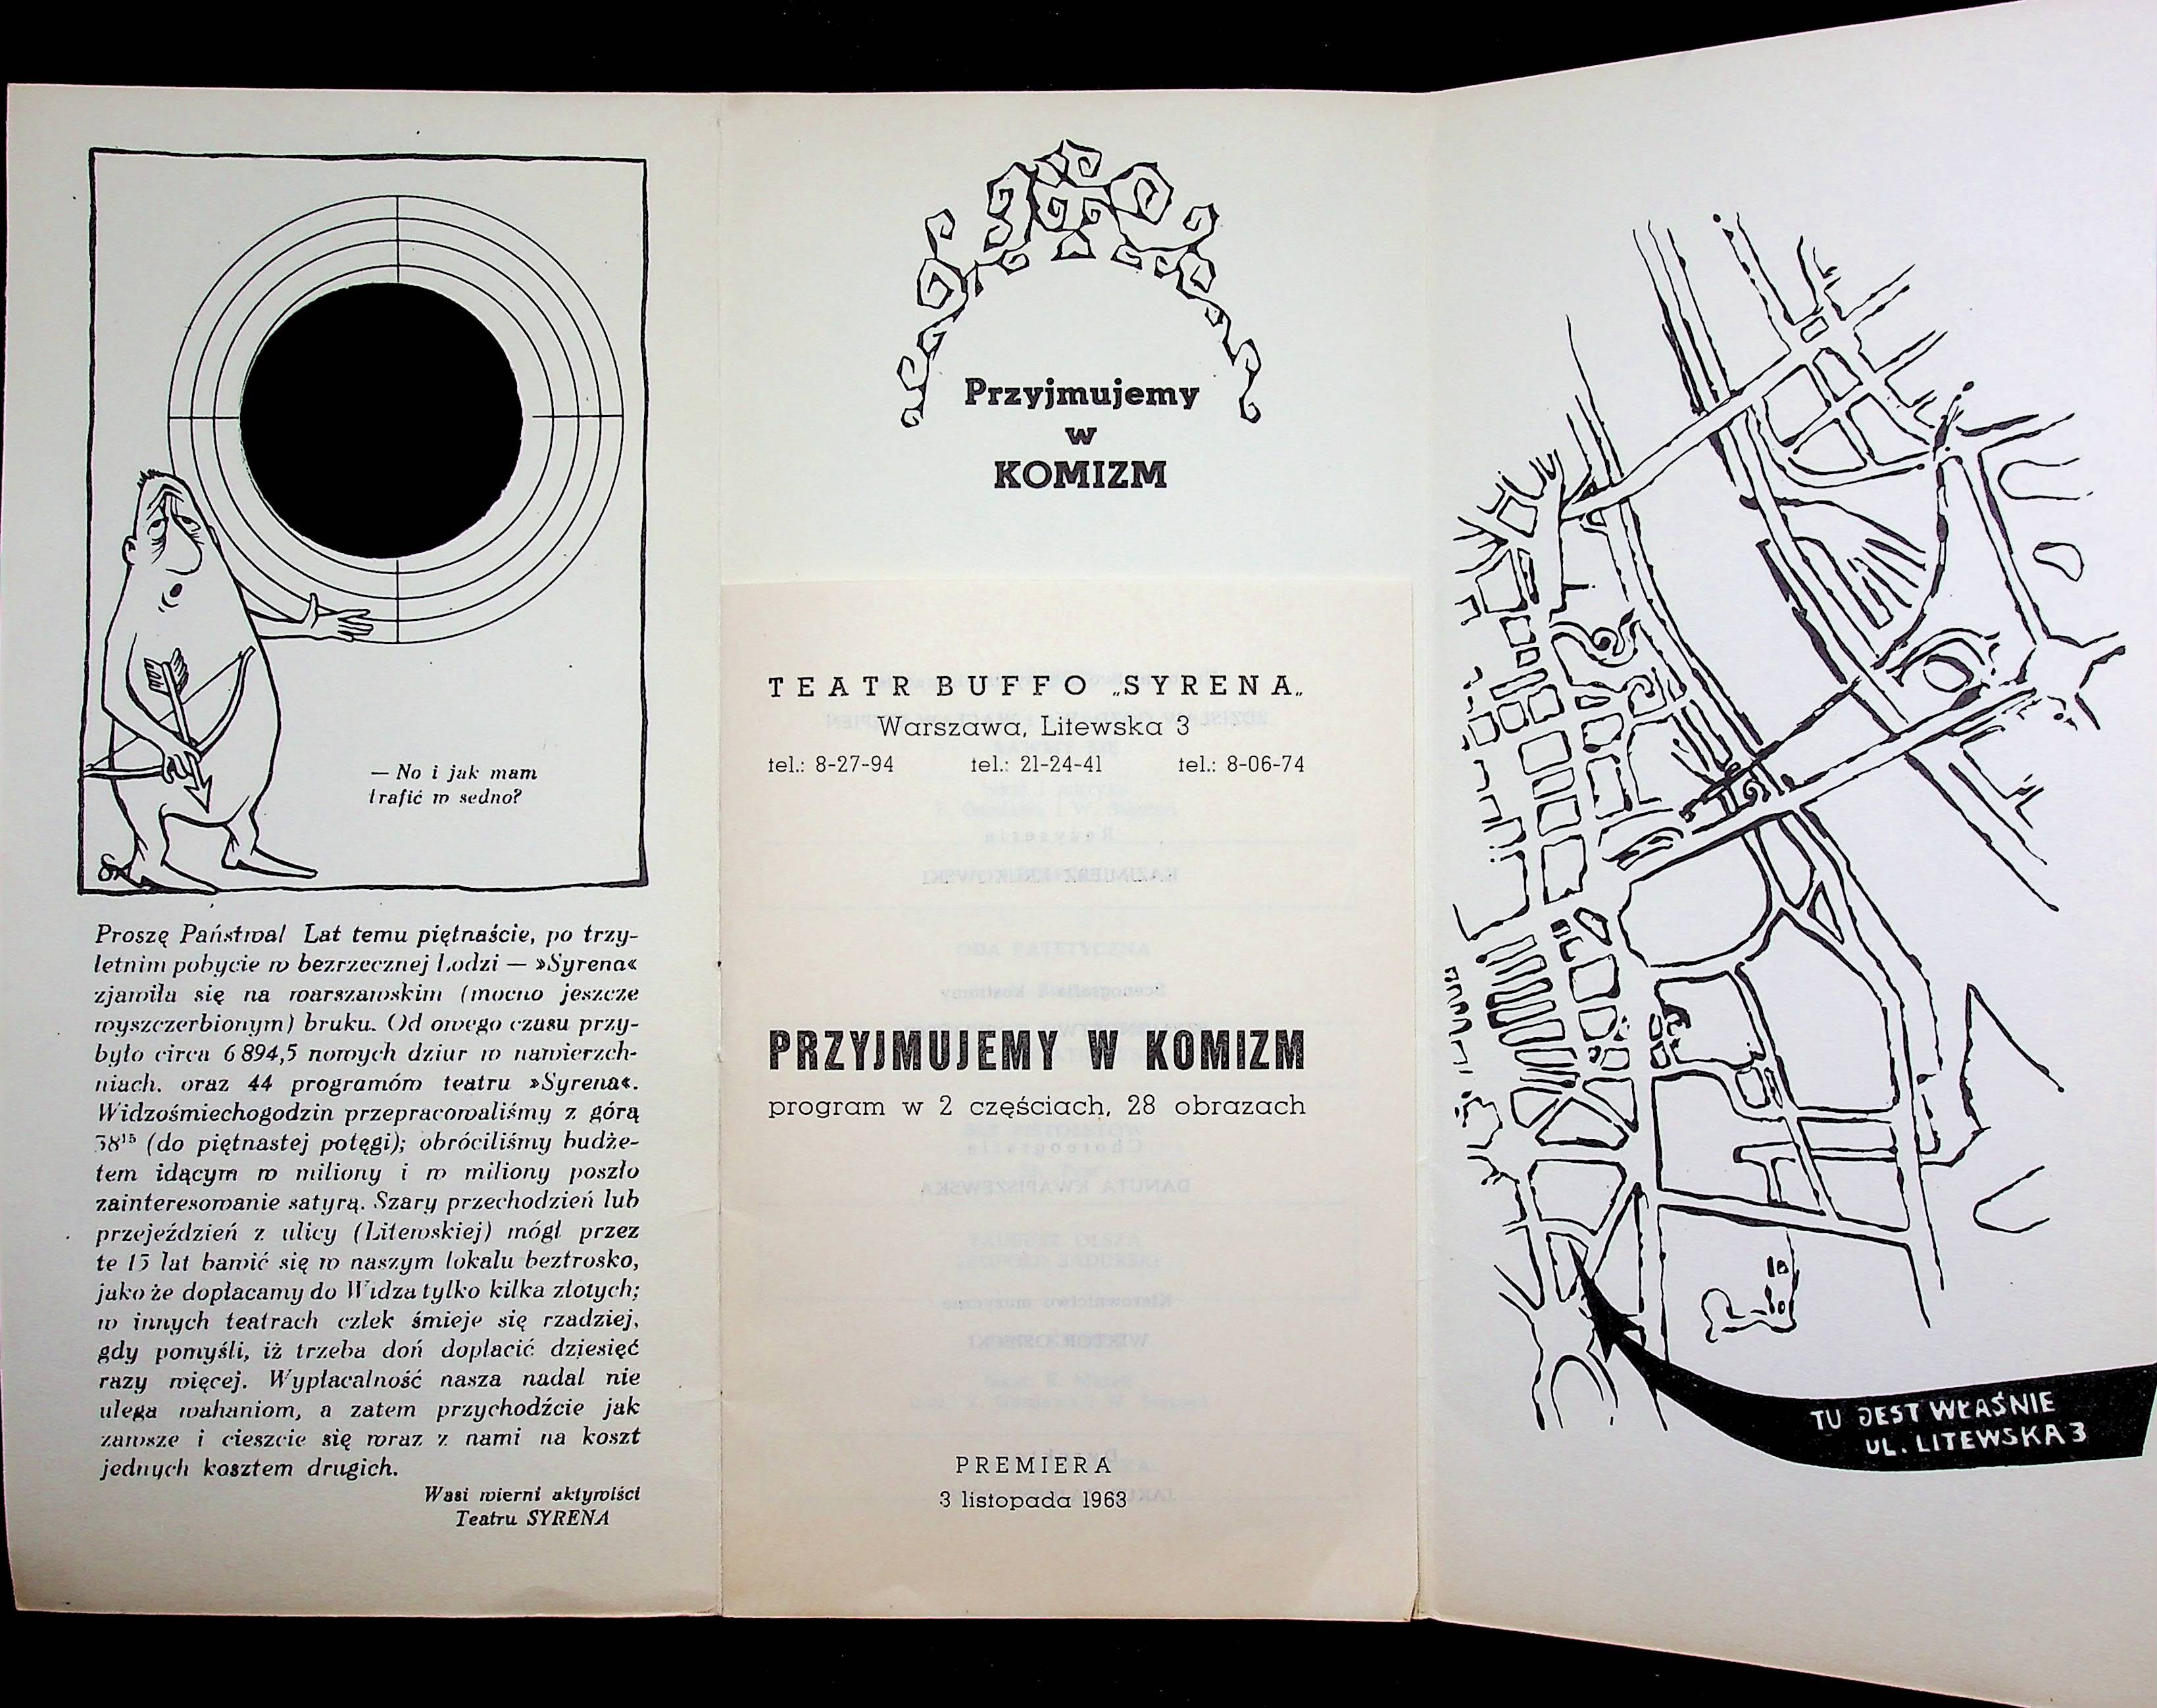 — No i jak mam
trafić w sedno?
Proszę Państwa! Lat temu piętnaście, po trzy-
letnim pobycie w bezrzecznej Łodzi — »Syrena«
zjawiła się na warszawskim (mocno jeszcze
wyszczerbionym) bruku. Od owego czasu przy-
było circa 6 894,5 nowych dziur w nawierzch-
niach. oraz 44 programów teatru »Syrena«.
Widzośmiechogodzin przepracowaliśmy z górą
38¹⁵ (do piętnastej potęgi); obróciliśmy budże-
tem idącym w miliony i w miliony poszło
zainteresowanie satyrą. Szary przechodzień lub
przejeździeń z ulicy (Litewskiej) mógł przez
te 15 lat bawić się w naszym lokalu beztrosko,
jako że dopłacamy do Widza tylko kilka złotych;
w innych teatrach człek śmieje się rzadziej,
gdy pomyśli, iż trzeba doń dopłacić dziesięć
razy więcej. Wypłacalność nasza nadal nie
ulega wahaniom, a zatem przychodźcie jak
zawsze i cieszcie się wraz z nami na koszt
jednych kosztem drugich.
Wasi wierni aktywiści
Teatru SYRENA
Przyjmujemy
w
KOMIZM
TEATR BUFFO „SYRENA„
Warszawa, Litewska 3
tel.: 8-27-94 tel.: 21-24-41 tel.: 8-06-74
PRZYJMUJEMY W KOMIZM
program w 2 częściach, 28 obrazach
PREMIERA
3 listopada 1963
TU JEST WŁAŚNIE
UL. LITEWSKA 3